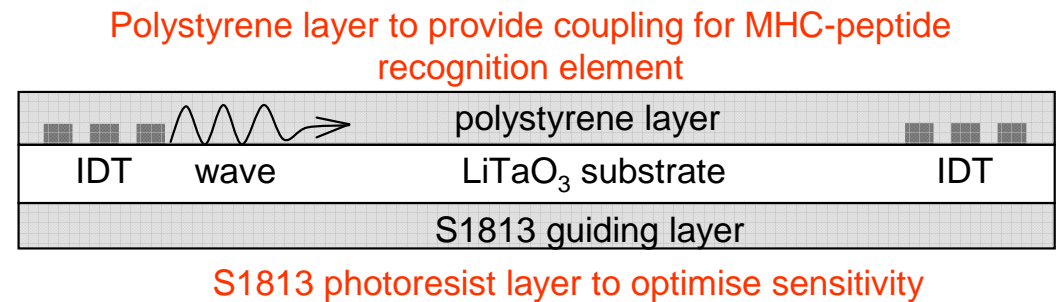 Polystyrene layer to provide coupling for MHC-peptide
recognition element
polystyrene layer
IDT wave LiTaO₃ substrate IDT
S1813 guiding layer
S1813 photoresist layer to optimise sensitivity